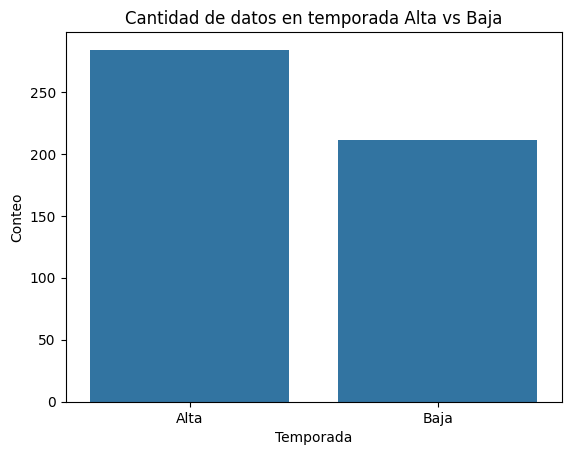 Cantidad de datos en temporada Alta vs Baja
250
200
150
100
50
0
Conteo
Alta
Baja
Temporada